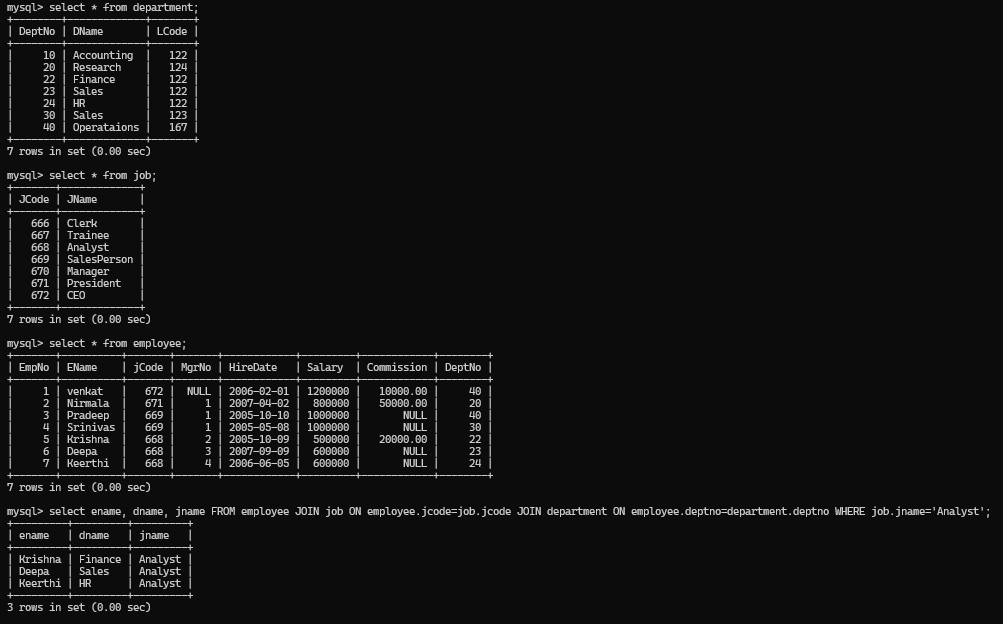 mysql> select * from department;
+--------+-------------+-------+
| DeptNo | DName       | LCode |
+--------+-------------+-------+
|     10 | Accounting  |   122 |
|     20 | Research    |   124 |
|     22 | Finance     |   122 |
|     23 | Sales       |   122 |
|     24 | HR          |   122 |
|     30 | Sales       |   123 |
|     40 | Operataions |   167 |
+--------+-------------+-------+
7 rows in set (0.00 sec)
mysql> select * from job;
+-------+-------------+
| JCode | JName       |
+-------+-------------+
|   666 | Clerk       |
|   667 | Trainee     |
|   668 | Analyst     |
|   669 | SalesPerson |
|   670 | Manager     |
|   671 | President   |
|   672 | CEO         |
+-------+-------------+
7 rows in set (0.00 sec)
mysql> select * from employee;
+-------+----------+-------+-------+------------+---------+------------+--------+
| EmpNo | EName    | jCode | MgrNo | HireDate   | Salary  | Commission | DeptNo |
+-------+----------+-------+-------+------------+---------+------------+--------+
|     1 | venkat   |   672 |  NULL | 2006-02-01 | 1200000 |   10000.00 |     40 |
|     2 | Nirmala  |   671 |     1 | 2007-04-02 |  800000 |   50000.00 |     20 |
|     3 | Pradeep  |   669 |     1 | 2005-10-10 | 1000000 |       NULL |     40 |
|     4 | Srinivas |   669 |     1 | 2005-05-08 | 1000000 |       NULL |     30 |
|     5 | Krishna  |   668 |     2 | 2005-10-09 |  500000 |   20000.00 |     22 |
|     6 | Deepa    |   668 |     3 | 2007-09-09 |  600000 |       NULL |     23 |
|     7 | Keerthi  |   668 |     4 | 2006-06-05 |  600000 |       NULL |     24 |
+-------+----------+-------+-------+------------+---------+------------+--------+
7 rows in set (0.00 sec)
mysql> select ename, dname, jname FROM employee JOIN job ON employee.jcode=job.jcode JOIN department ON employee.deptno=department.deptno WHERE job.jname='Analyst';
+---------+---------+---------+
| ename   | dname   | jname   |
+---------+---------+---------+
| Krishna | Finance | Analyst |
| Deepa   | Sales   | Analyst |
| Keerthi | HR      | Analyst |
+---------+---------+---------+
3 rows in set (0.00 sec)